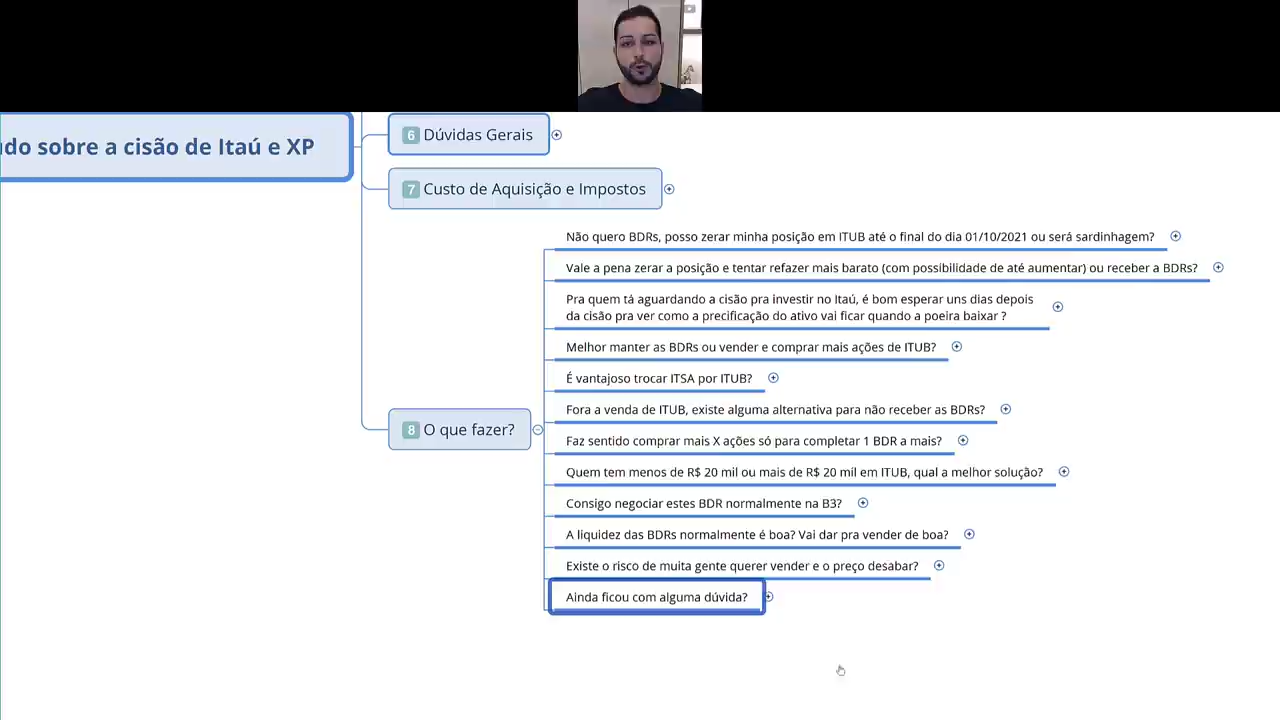 do sobre a cisão de Itaú e XP
6 Dúvidas Gerais
7 Custo de Aquisição e Impostos
8 O que fazer?
Não quero BDRs, posso zerar minha posição em ITUB até o final do dia 01/10/2021 ou será sardinhagem?
Vale a pena zerar a posição e tentar refazer mais barato (com possibilidade de até aumentar) ou receber a BDRs?
Pra quem tá aguardando a cisão pra investir no Itaú, é bom esperar uns dias depois
da cisão pra ver como a precificação do ativo vai ficar quando a poeira baixar ?
Melhor manter as BDRs ou vender e comprar mais ações de ITUB?
É vantajoso trocar ITSA por ITUB?
Fora a venda de ITUB, existe alguma alternativa para não receber as BDRs?
Faz sentido comprar mais X ações só para completar 1 BDR a mais?
Quem tem menos de R$ 20 mil ou mais de R$ 20 mil em ITUB, qual a melhor solução?
Consigo negociar estes BDR normalmente na B3?
A liquidez das BDRs normalmente é boa? Vai dar pra vender de boa?
Existe o risco de muita gente querer vender e o preço desabar?
Ainda ficou com alguma dúvida?